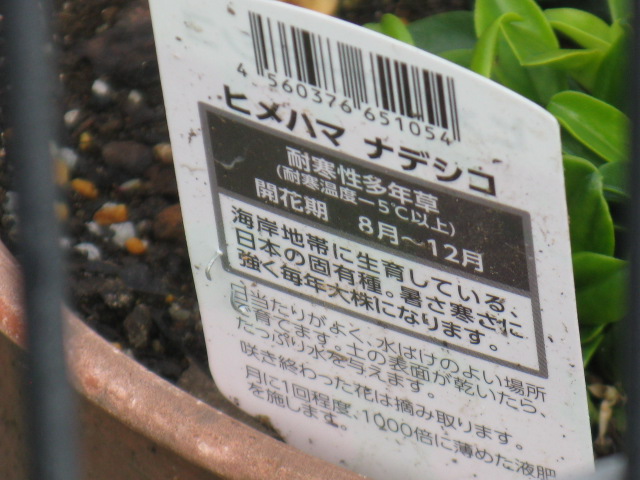 4 560376 651054
ヒメハマ ナデシコ
耐寒性多年草
(耐寒温度－5℃以上)
開花期 8月～12月
海岸地帯に生育している、
日本の固有種。暑さ寒さに
強く毎年大株になります。
日当たりがよく、水はけのよい場所
で育てます。土の表面が乾いたら、
たっぷり水を与えます。
咲き終わった花は摘み取ります。
月に1回程度、1000倍に薄めた液肥
を施します。